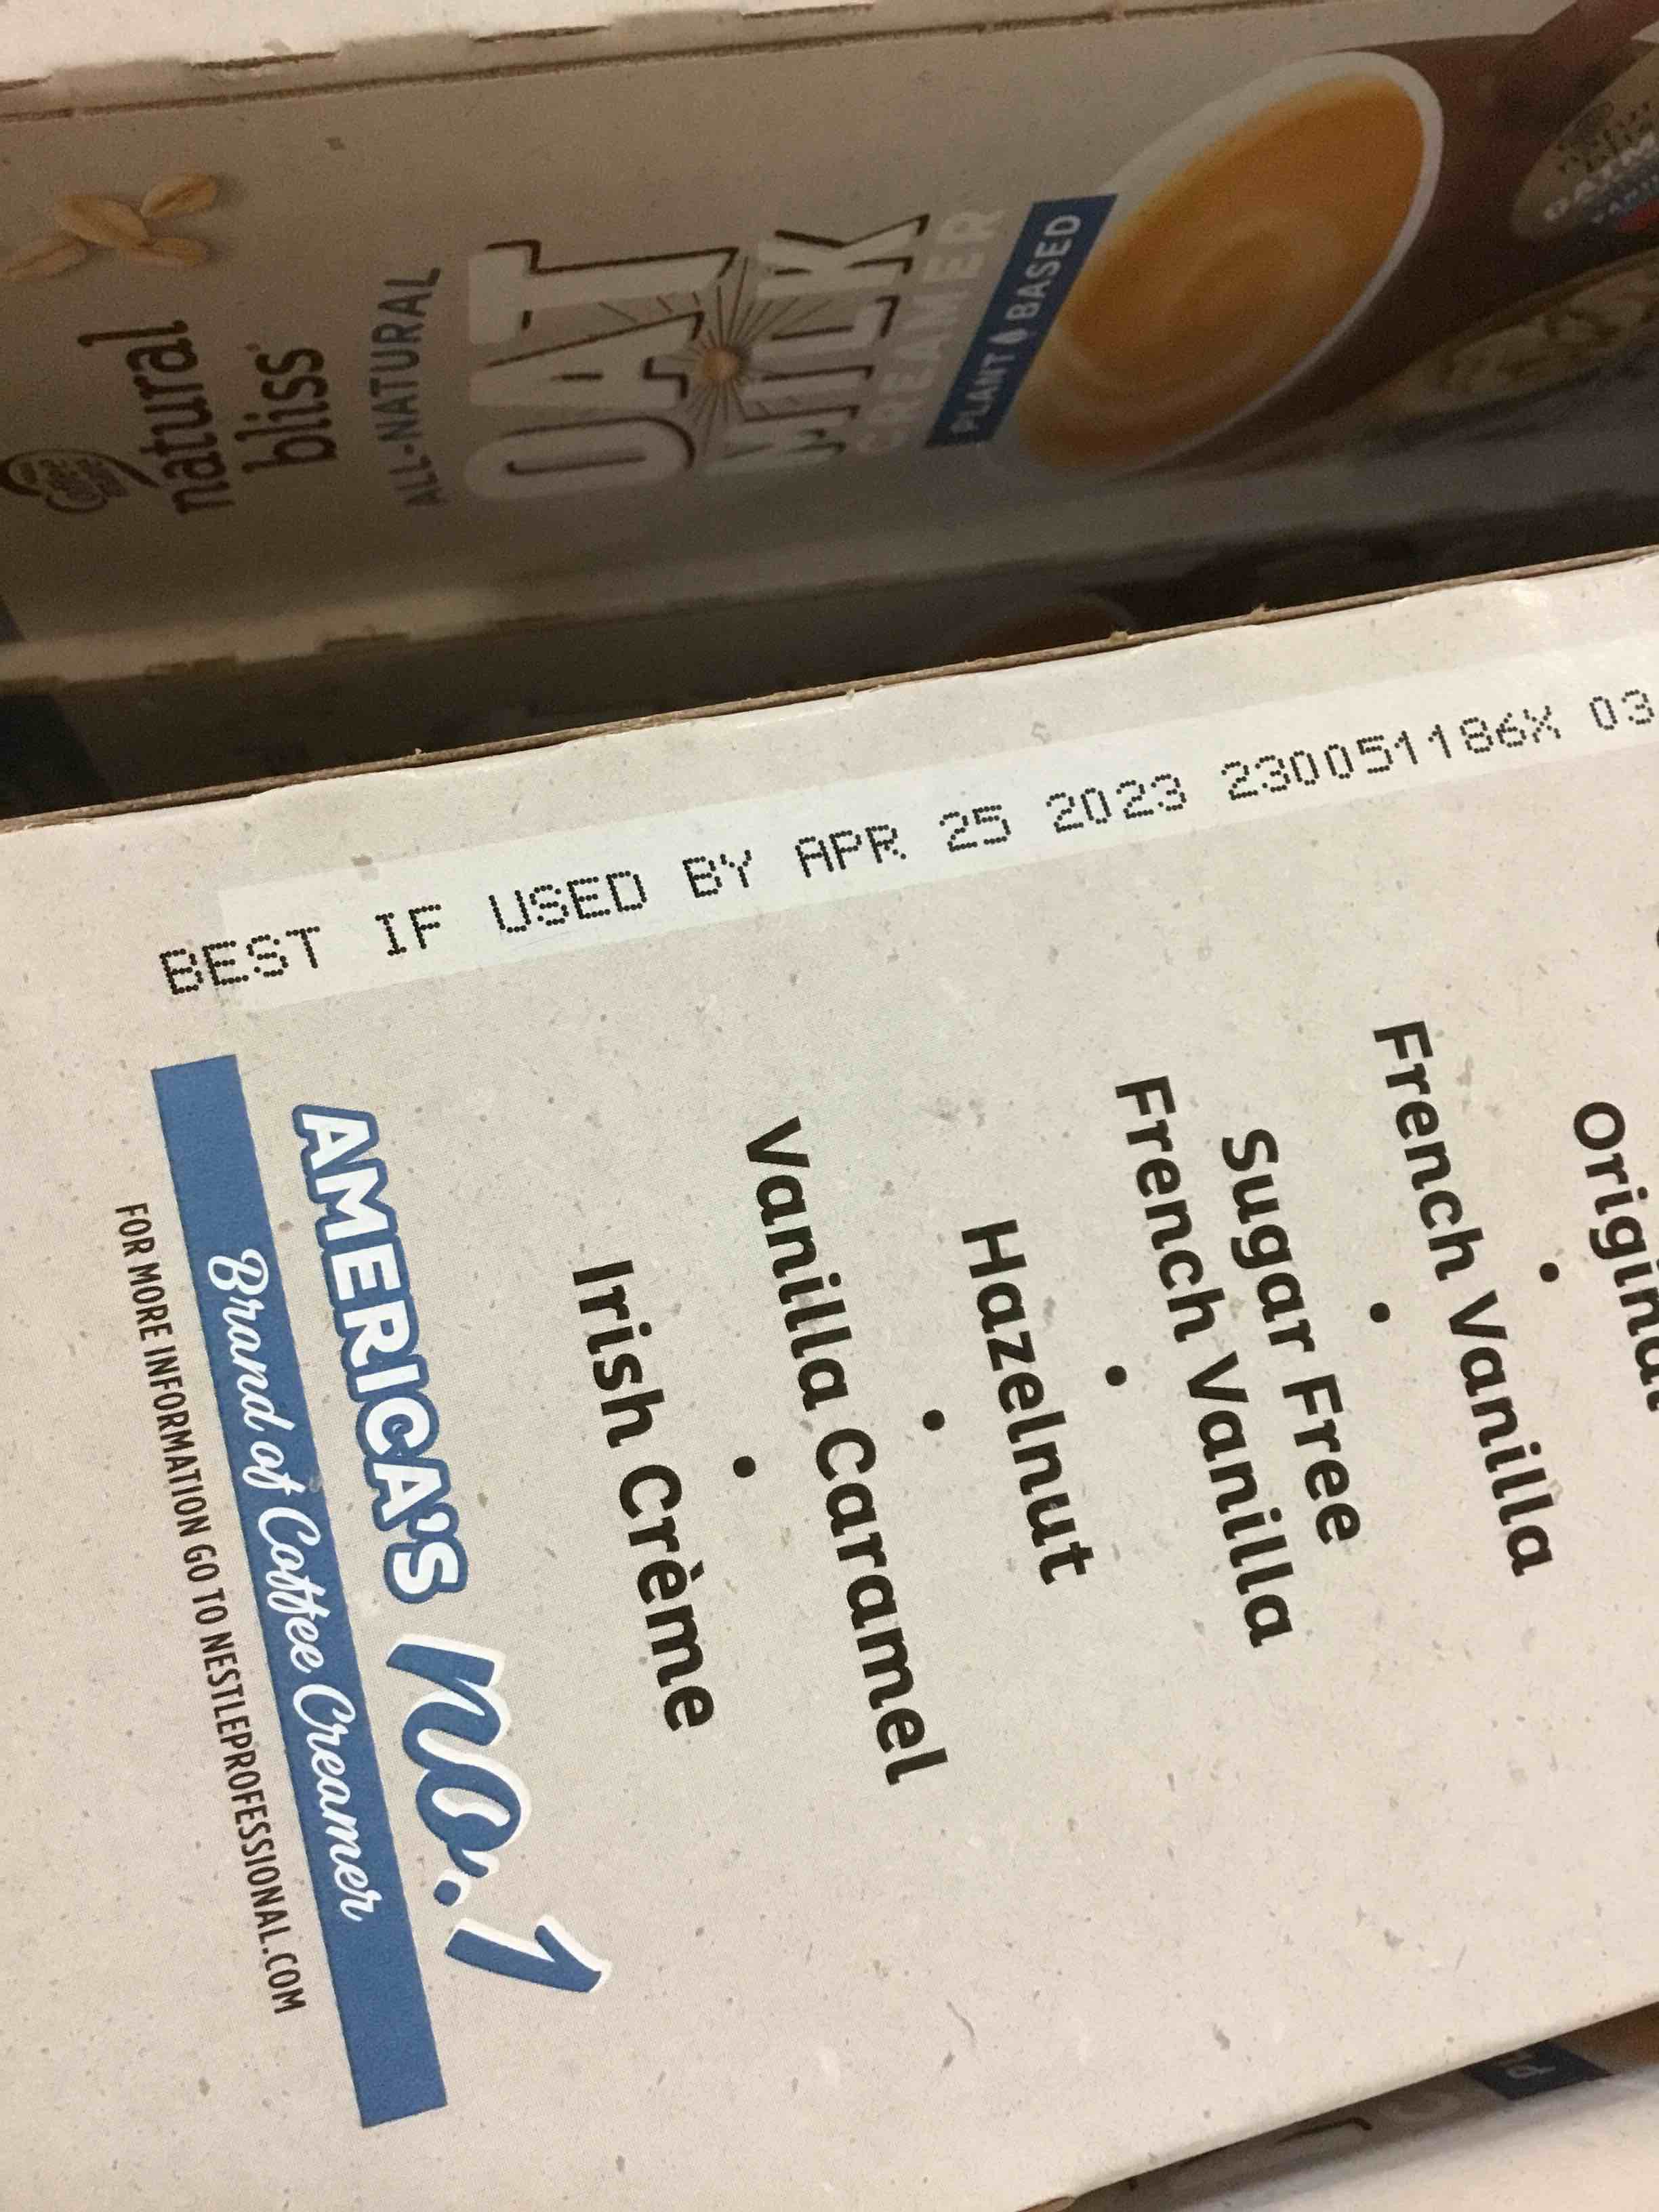 natural
bliss
ALL-NATURAL
OAT
MILK
CREAMER
PLANT BASED
BEST IF USED BY APR 25 2023 230051186X 03
French Vanilla
•
Sugar Free
French Vanilla
•
Hazelnut
•
Vanilla Caramel
•
Irish Crème
AMERICA'S no.1
Brand of Coffee Creamer
FOR MORE INFORMATION GO TO NESTLEPROFESSIONAL.COM